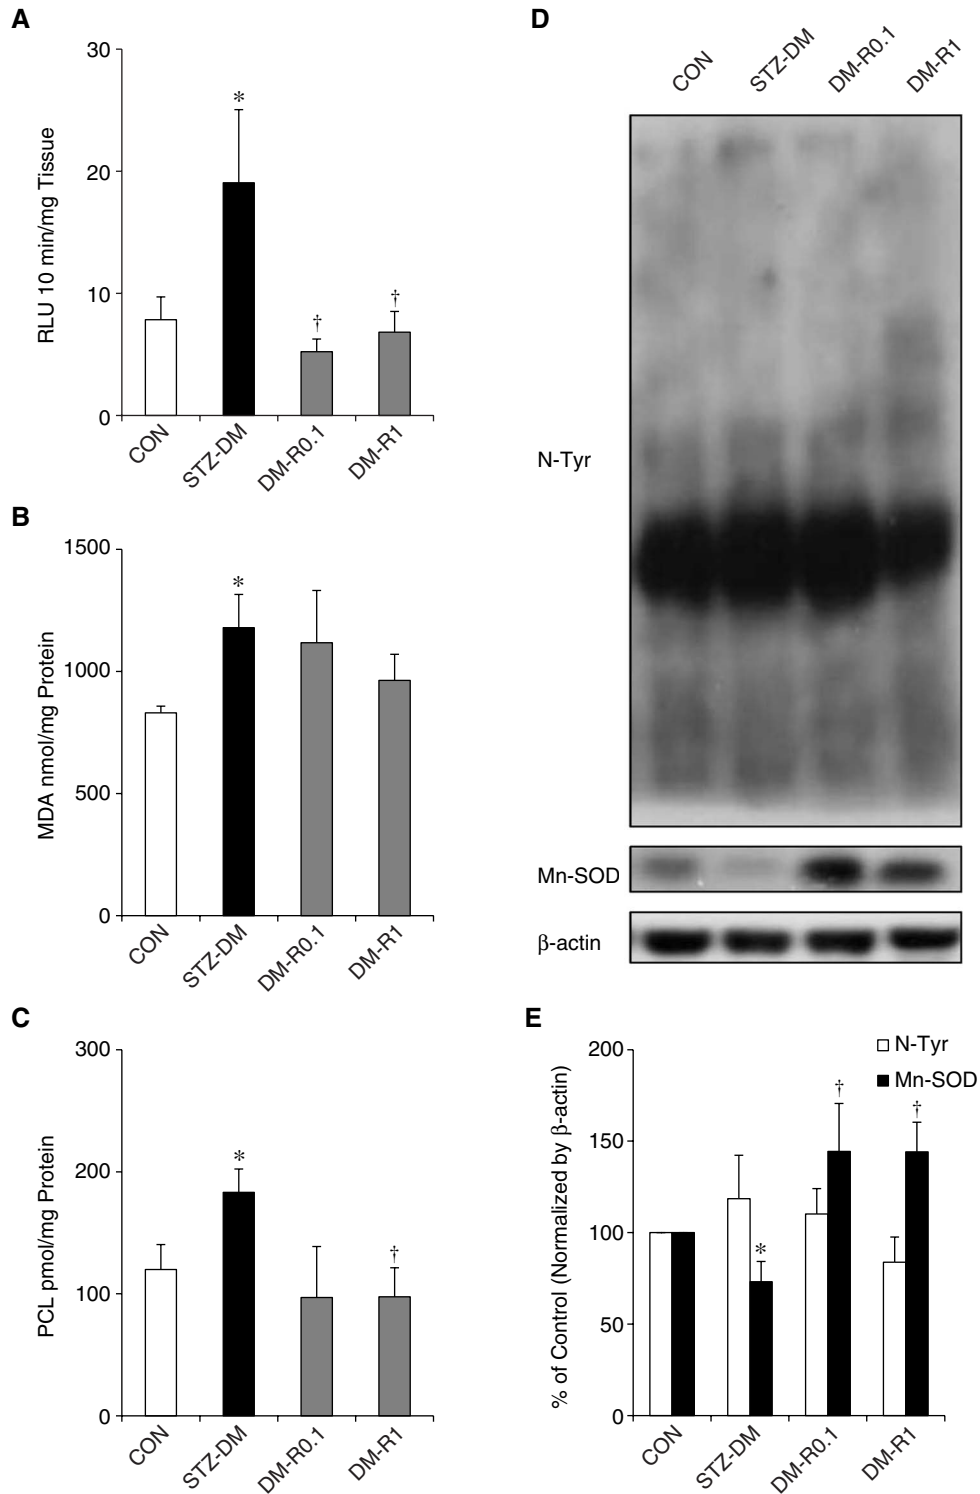 A
RLU 10 min/mg Tissue
30
20
10
0
*
†
†
CON
STZ-DM
DM-R0.1
DM-R1
B
MDA nmol/mg Protein
1500
1000
500
0
*
CON
STZ-DM
DM-R0.1
DM-R1
C
PCL pmol/mg Protein
300
200
100
0
*
†
CON
STZ-DM
DM-R0.1
DM-R1
D
CON
STZ-DM
DM-R0.1
DM-R1
N-Tyr
Mn-SOD
β-actin
E
% of Control (Normalized by β-actin)
200
150
100
50
0
N-Tyr
Mn-SOD
*
†
†
CON
STZ-DM
DM-R0.1
DM-R1